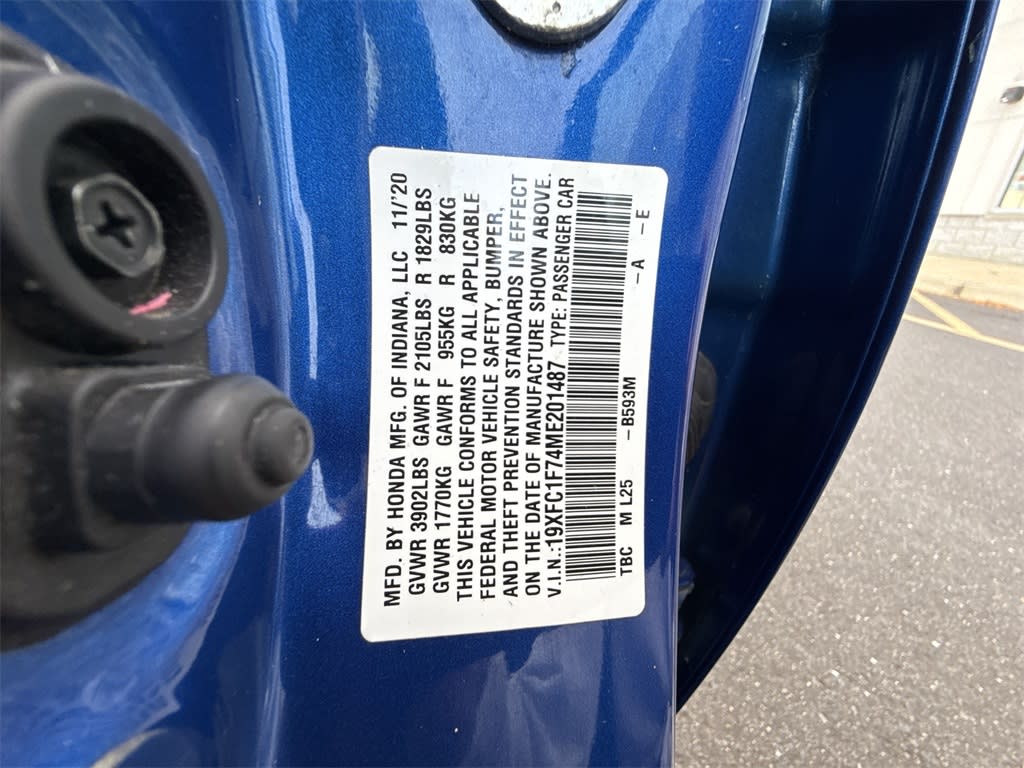 MFD. BY HONDA MFG. OF INDIANA, LLC 11/'20
GVWR 3902LBS GAWR F 2105LBS R 1829LBS
GVWR 1770KG GAWR F 955KG R 830KG
THIS VEHICLE CONFORMS TO ALL APPLICABLE
FEDERAL MOTOR VEHICLE SAFETY, BUMPER,
AND THEFT PREVENTION STANDARDS IN EFFECT
ON THE DATE OF MANUFACTURE SHOWN ABOVE.
V.I.N.:19XFC1F74ME201487 TYPE: PASSENGER CAR
TBC M L25 –B593M –A –E